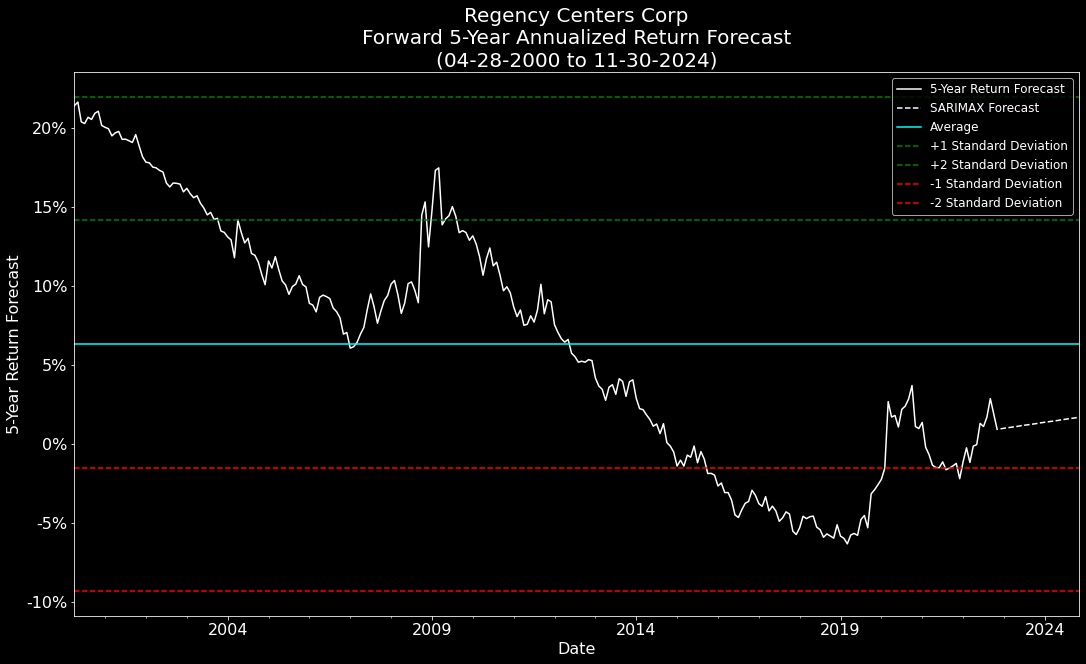 Regency Centers Corp
Forward 5-Year Annualized Return Forecast
(04-28-2000 to 11-30-2024)
5-Year Return Forecast
SARIMAX Forecast
Average
+1 Standard Deviation
+2 Standard Deviation
-1 Standard Deviation
-2 Standard Deviation
5-Year Return Forecast
20%
15%
10%
5%
0%
-5%
-10%
2004
2009
2014
2019
2024
Date